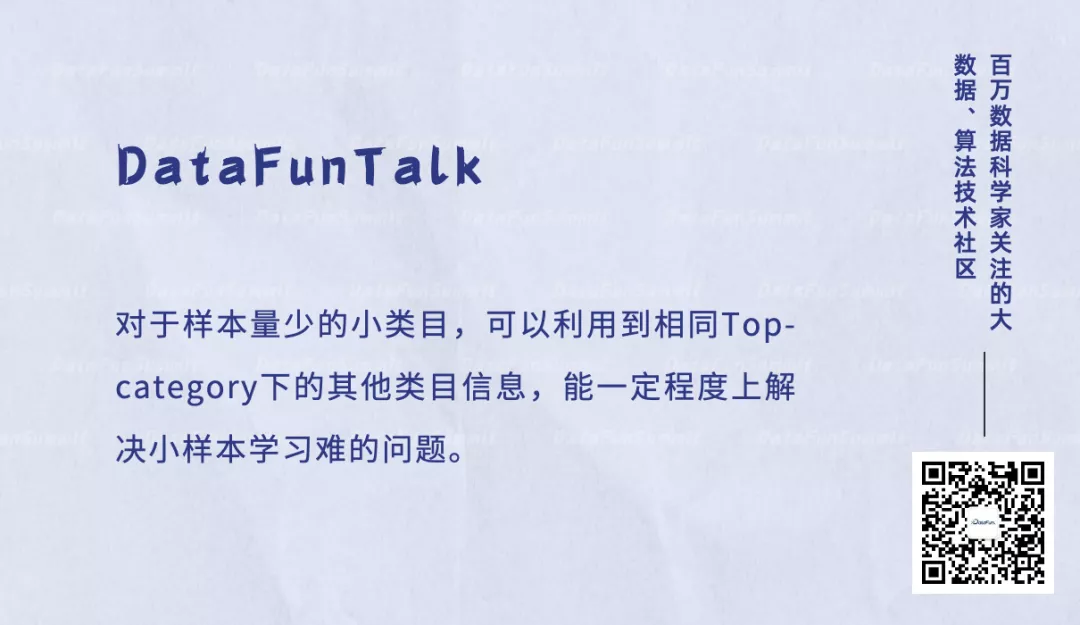 DataFunTalk
对于样本量少的小类目，可以利用到相同Top-
category下的其他类目信息，能一定程度上解
决小样本学习难的问题。
百万数据科学家关注的大
数据、算法技术社区
DataFun